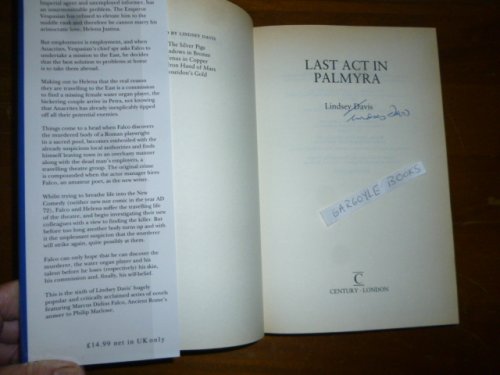 Imperial agent and unesteemed informer, has
an insurmountable problem. The Emperor
Vespasian has refused to elevate him to the
middle rank and therefore he cannot marry his
aristocratic love, Helena Justina.
But employment is employment, and when
Anacrites, Vespasian's chief spy asks Falco to
undertake a mission to the East, he decides
that the best solution to problems at home
is to take them abroad.
Making out to Helena that the real reason
they are travelling to the East is a commission
to find a missing female water organ player, the
bickering couple arrive in Petra, not knowing
that Anacrites has already inexplicably tipped off
all their potential enemies.
Things come to a head when Falco discovers
the murdered body of a Roman playwright
in a sacred pool, becomes embroiled with the
already suspicious local authorities and finds
himself leaving town in an unseemly manner
along with the dead man's employers, a
travelling theatre group. The original crime
is compounded when the actor manager hires
Falco, an amateur poet, as the new writer.
Whilst trying to breathe life into the New
Comedy (neither new nor comic in the year AD
72), Falco and Helena suffer the travelling life
of the theatre, and begin investigating their new
colleagues with a view to finding the killer. But
before too long another body turns up and with
it the unpleasant suspicion that the murderer
will strike again, quite possibly at them.
Falco can only hope that he can discover the
murderer, the water organ player and his
talent before he loses (respectively) his skin,
his commission and, finally, his self-belief.
This is the sixth of Lindsey Davis' hugely
popular and critically acclaimed series of novels
featuring Marcus Didius Falco, Ancient Rome's
answer to Philip Marlowe.
£14.99 net in UK only
BY LINDSEY DAVIS
The Silver Pigs
in Bronze
in Copper
Hand of Mars
Gold
LAST ACT IN
PALMYRA
Lindsey Davis
GARGOYLE BOOKS
C
CENTURY · LONDON